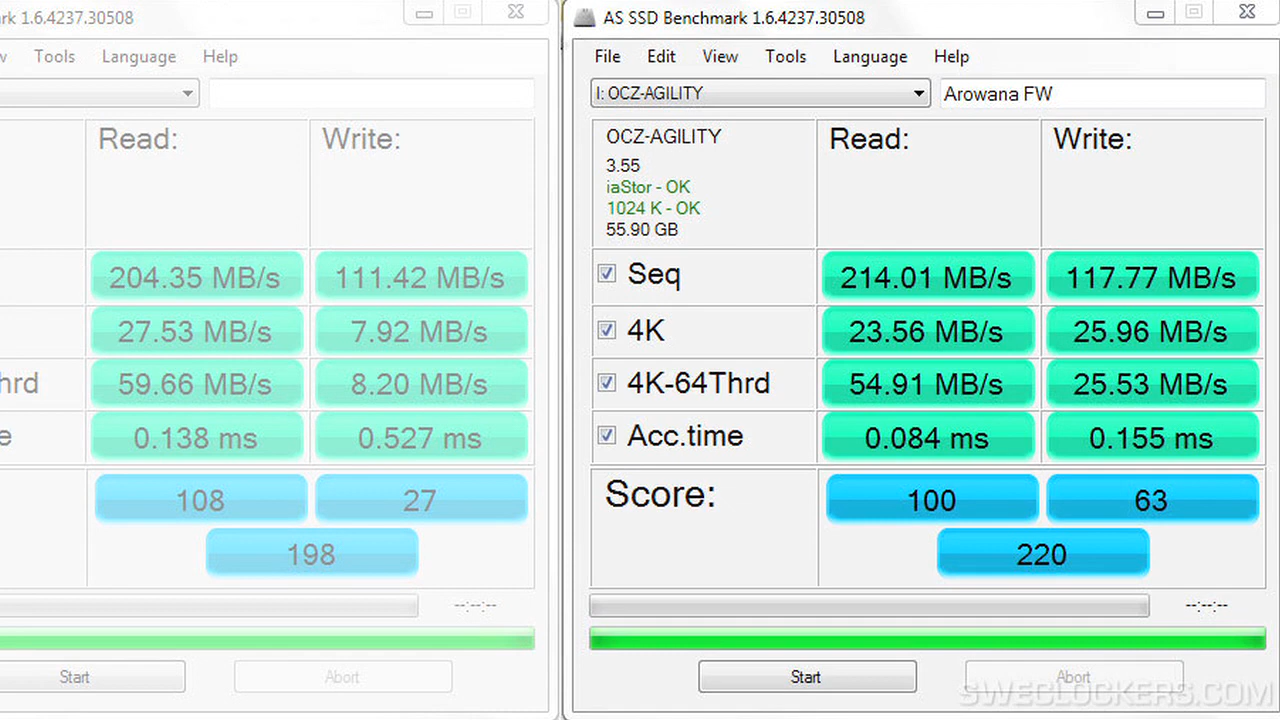 rk 1.6.4237.30508
w Tools Language Help
Read: Write:
204.35 MB/s 111.42 MB/s
27.53 MB/s 7.92 MB/s
hrd 59.66 MB/s 8.20 MB/s
e 0.138 ms 0.527 ms
108 27
198
--:--:--
Start Abort
AS SSD Benchmark 1.6.4237.30508
File Edit View Tools Language Help
I: OCZ-AGILITY Arowana FW
OCZ-AGILITY Read: Write:
3.55
iaStor - OK
1024 K - OK
55.90 GB
Seq 214.01 MB/s 117.77 MB/s
4K 23.56 MB/s 25.96 MB/s
4K-64Thrd 54.91 MB/s 25.53 MB/s
Acc.time 0.084 ms 0.155 ms
Score: 100 63
220
--:--:--
Start Abort
SWECLOCKERS.COM